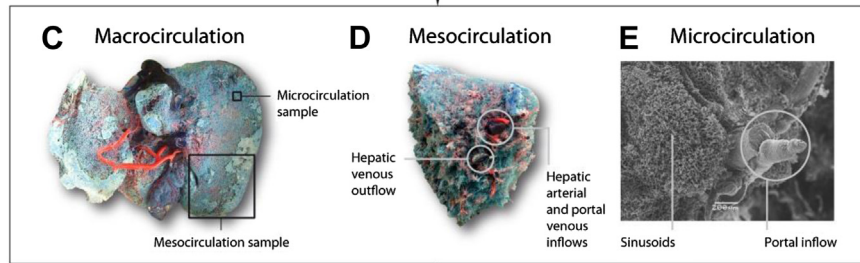 C Macrocirculation
Microcirculation
sample
Mesocirculation sample
D Mesocirculation
Hepatic
venous
outflow
Hepatic
arterial
and portal
venous
inflows
E Microcirculation
Sinusoids
Portal inflow